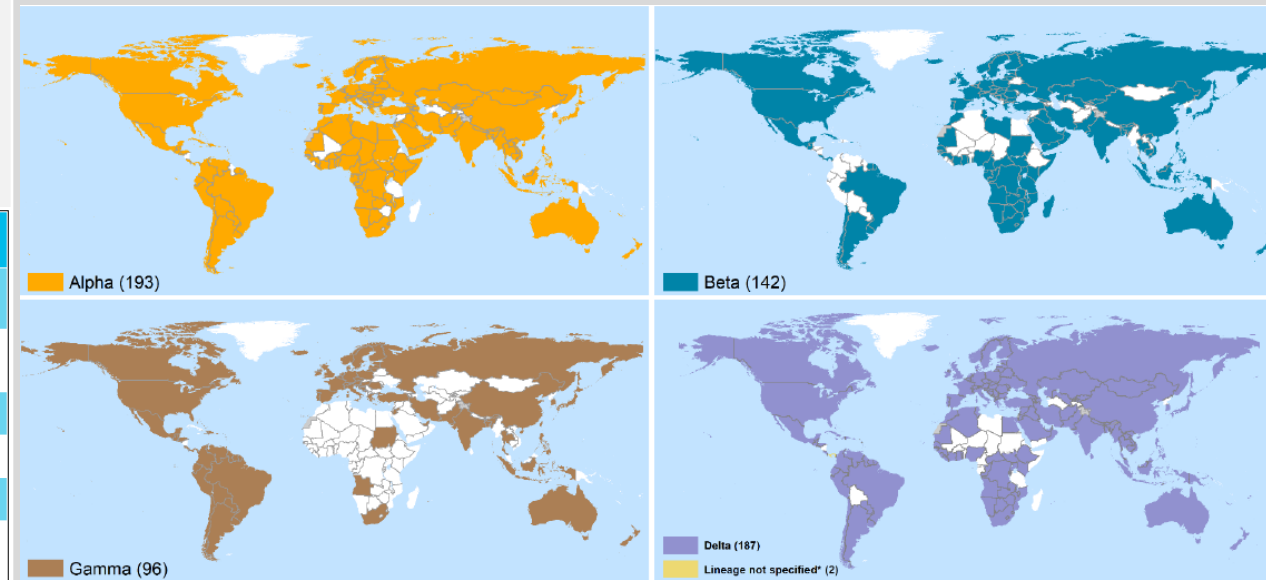 Alpha (193)
Beta (142)
Gamma (96)
Delta (187)
Lineage not specified* (2)